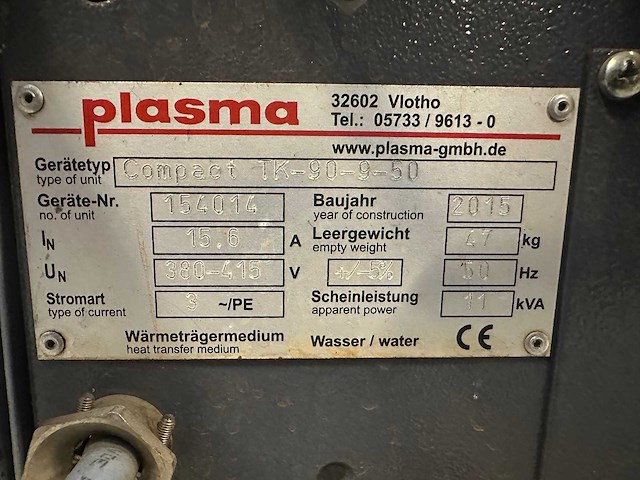 plasma
32602 Vlotho
Tel.: 05733 / 9613 - 0
www.plasma-gmbh.de
Gerätetyp Compact TK-90-9-50
type of unit
Geräte-Nr. 154014 Baujahr 2015
no. of unit year of construction
IN 15.6 A Leergewicht 47 kg
empty weight
UN 380-415 V +/-5% 50 Hz
Stromart 3 ~/PE Scheinleistung 11 kVA
type of current apparent power
Wärmeträgermedium Wasser / water CE
heat transfer medium